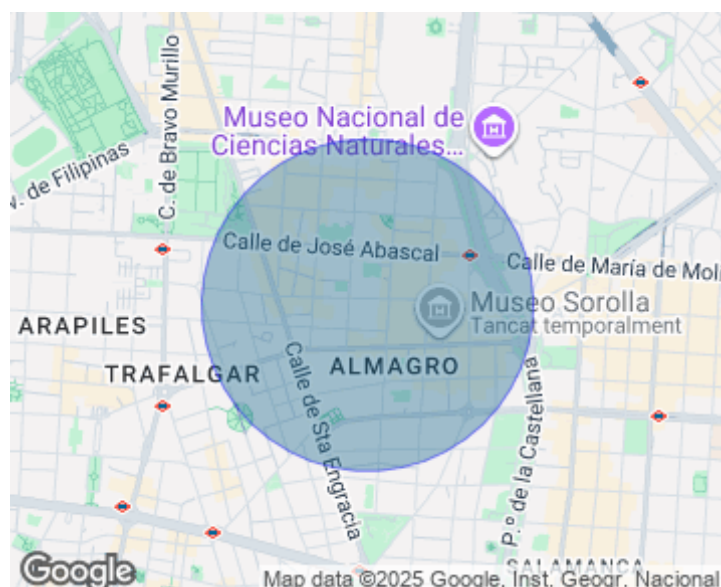 Museo Nacional de
Ciencias Naturales...
C. de Bravo Murillo
. de Filipinas
Calle de José Abascal
Calle de María de Moli
Museo Sorolla
Tancat temporalment
ARAPILES
TRAFALGAR
ALMAGRO
Calle de Sta Engracia
P.º de la Castellana
SALAMANCA
Google
Map data ©2025 Google, Inst. Geogr. Nacional